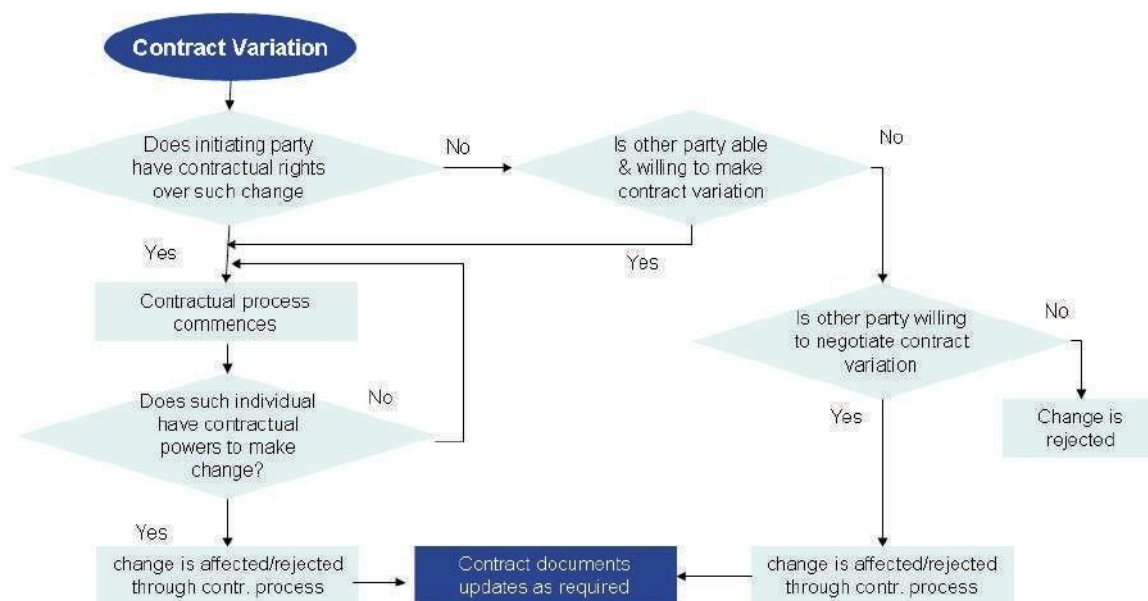 Contract Variation
Does initiating party
have contractual rights
over such change
No
Is other party able
& willing to make
contract variation
No
Yes
Yes
Contractual process
commences
Is other party willing
to negotiate contract
variation
No
Does such individual
have contractual
powers to make
change?
No
Yes
Change is
rejected
Yes
change is affected/rejected
through contr. process
Contract documents
updates as required
change is affected/rejected
through contr. process